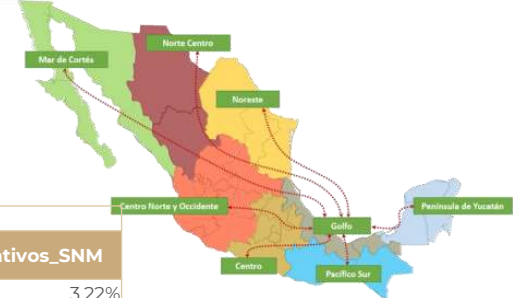 Norte Centro
Mar de Cortés
Noreste
Centro Norte y Occidente
Península de Yucatán
Golfo
ativos_SNM
Centro
Pacífico Sur
3.22%